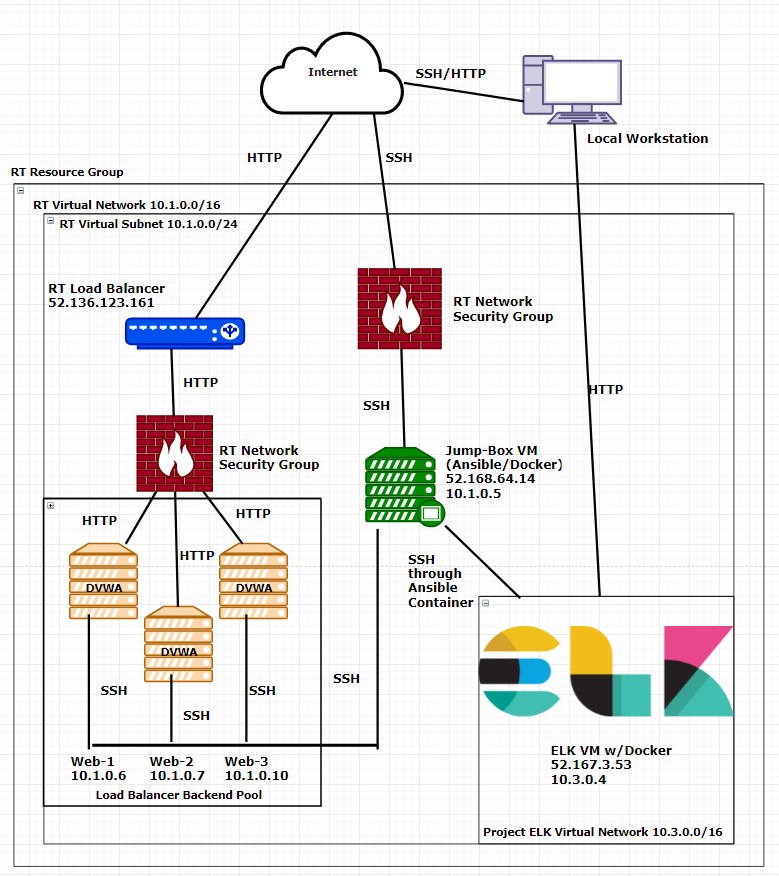 Internet
SSH/HTTP
Local Workstation
HTTP
SSH
RT Resource Group
RT Virtual Network 10.1.0.0/16
RT Virtual Subnet 10.1.0.0/24
RT Load Balancer
52.136.123.161
RT Network
Security Group
HTTP
SSH
HTTP
RT Network
Security Group
Jump-Box VM
(Ansible/Docker)
52.168.64.14
10.1.0.5
HTTP
HTTP
HTTP
SSH
through
Ansible
Container
DVWA
DVWA
DVWA
ELK
SSH
SSH
SSH
SSH
Web-1
10.1.0.6
Web-2
10.1.0.7
Web-3
10.1.0.10
Load Balancer Backend Pool
ELK VM w/Docker
52.167.3.53
10.3.0.4
Project ELK Virtual Network 10.3.0.0/16